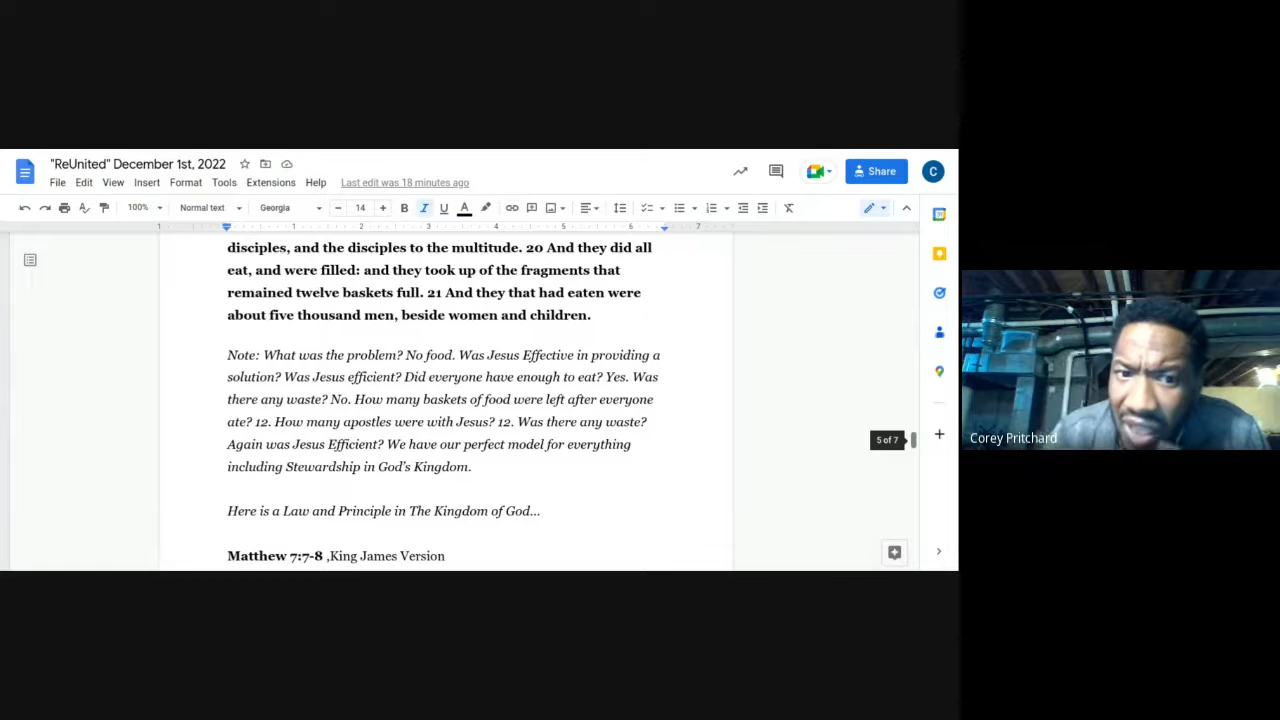 "ReUnited" December 1st, 2022
File Edit View Insert Format Tools Extensions Help Last edit was 18 minutes ago
Share
C
100% Normal text Georgia 14 B I U A
1 1 2 3 4 5 6 7
disciples, and the disciples to the multitude. 20 And they did all
eat, and were filled: and they took up of the fragments that
remained twelve baskets full. 21 And they that had eaten were
about five thousand men, beside women and children.
Note: What was the problem? No food. Was Jesus Effective in providing a
solution? Was Jesus efficient? Did everyone have enough to eat? Yes. Was
there any waste? No. How many baskets of food were left after everyone
ate? 12. How many apostles were with Jesus? 12. Was there any waste?
Again was Jesus Efficient? We have our perfect model for everything
including Stewardship in God's Kingdom.
5 of 7
Corey Pritchard
Here is a Law and Principle in The Kingdom of God...
Matthew 7:7-8 ,King James Version